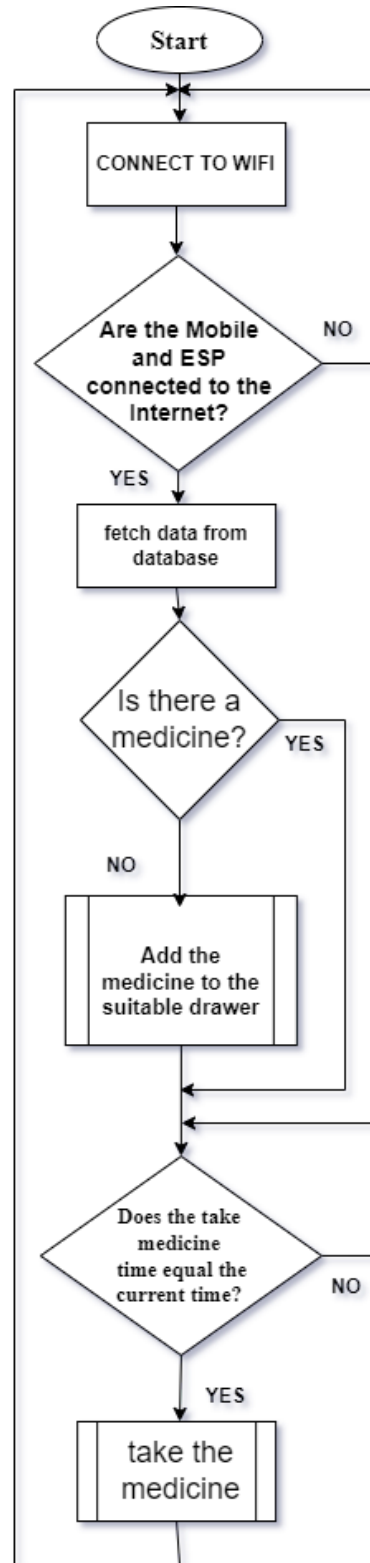 Start
CONNECT TO WIFI
Are the Mobile
and ESP
connected to the
Internet?
NO
YES
fetch data from
database
Is there a
medicine?
YES
NO
Add the
medicine to the
suitable drawer
Does the take
medicine
time equal the
current time?
NO
YES
take the
medicine